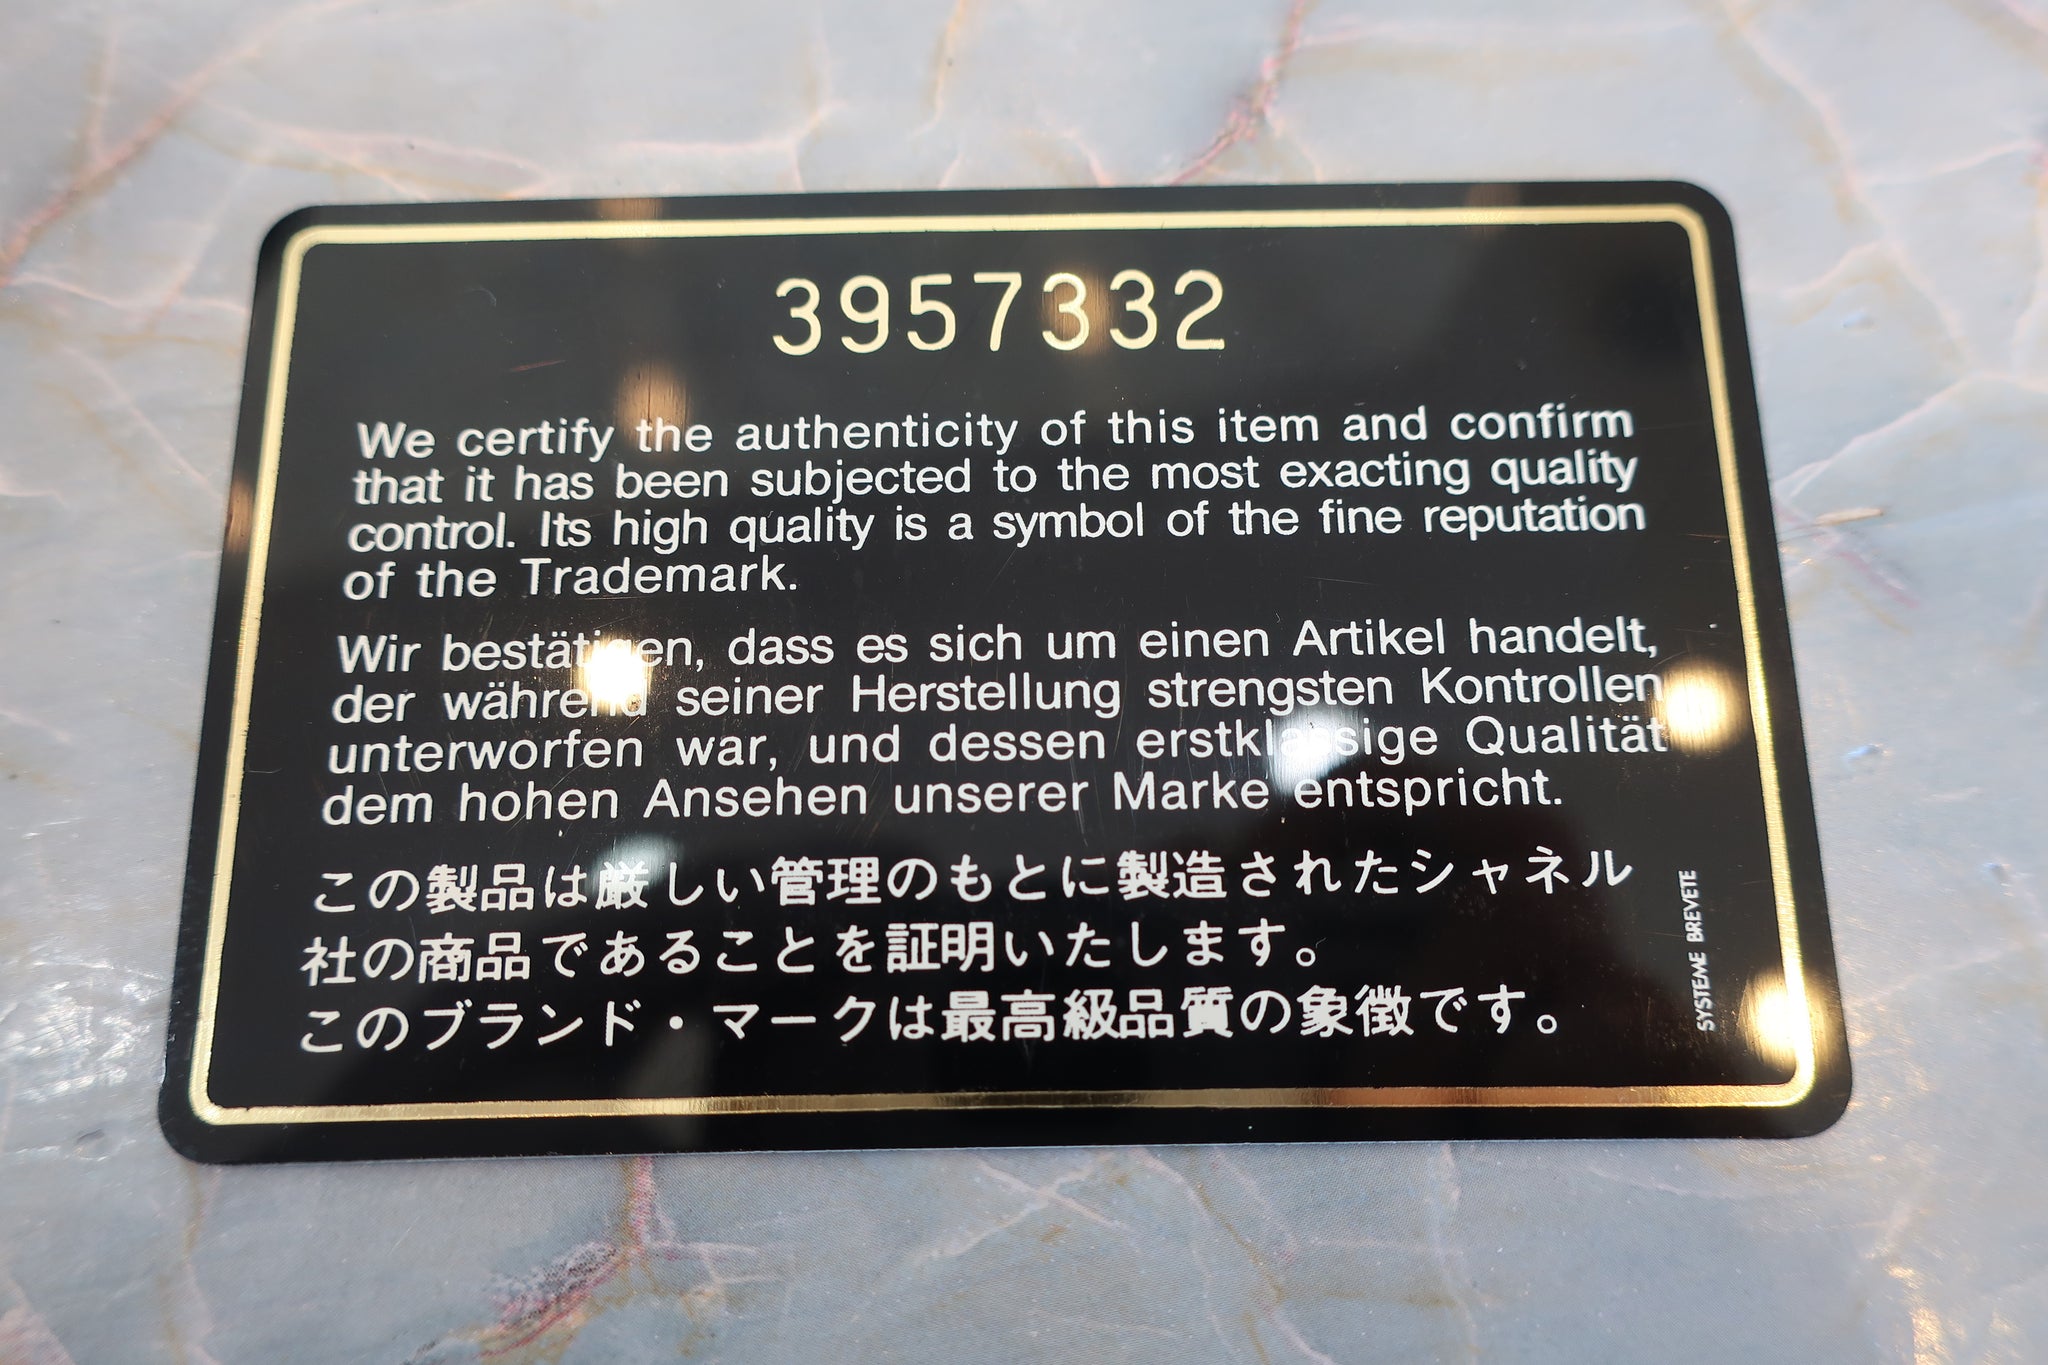 3957332
We certify the authenticity of this item and confirm
that it has been subjected to the most exacting quality
control. Its high quality is a symbol of the fine reputation
of the Trademark.
Wir bestätigen, dass es sich um einen Artikel handelt,
der während seiner Herstellung strengsten Kontrollen
unterworfen war, und dessen erstklassige Qualität
dem hohen Ansehen unserer Marke entspricht.
この製品は厳しい管理のもとに製造されたシャネル
社の商品であることを証明いたします。
このブランド・マークは最高級品質の象徴です。
SYSTEME BREVETE